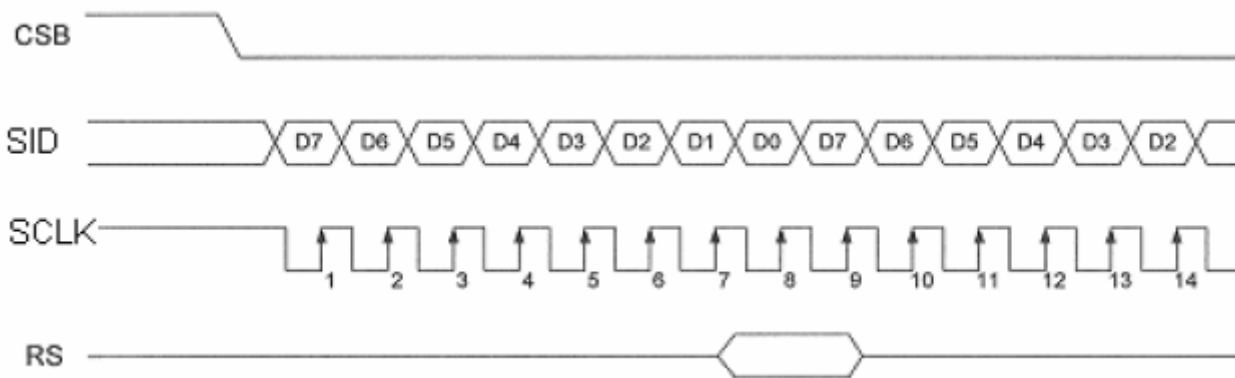 CSB
SID D7 D6 D5 D4 D3 D2 D1 D0 D7 D6 D5 D4 D3 D2
SCLK
1 2 3 4 5 6 7 8 9 10 11 12 13 14
RS